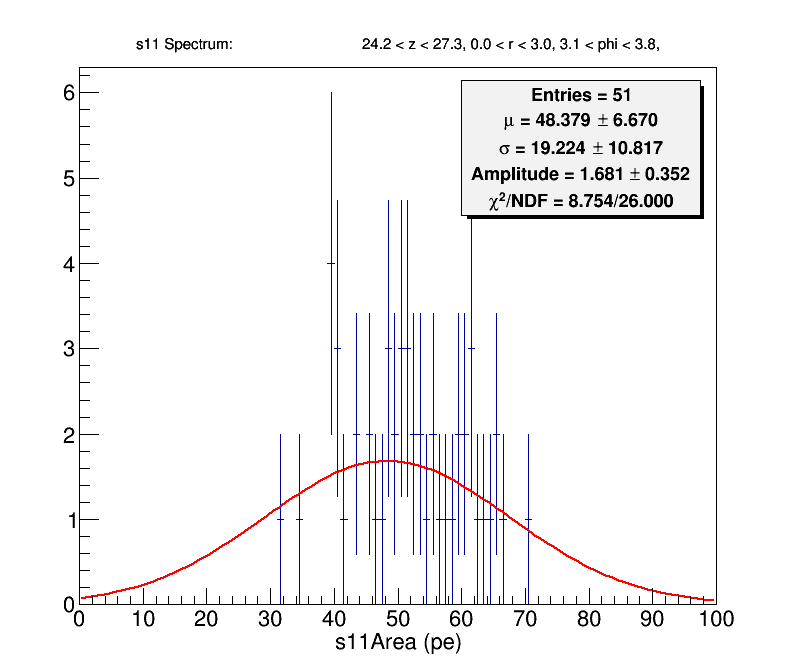 s11 Spectrum: 24.2 < z < 27.3, 0.0 < r < 3.0, 3.1 < phi < 3.8,
Entries = 51
μ = 48.379 ± 6.670
σ = 19.224 ± 10.817
Amplitude = 1.681 ± 0.352
χ²/NDF = 8.754/26.000
6
5
4
3
2
1
0
0 10 20 30 40 50 60 70 80 90 100
s11Area (pe)